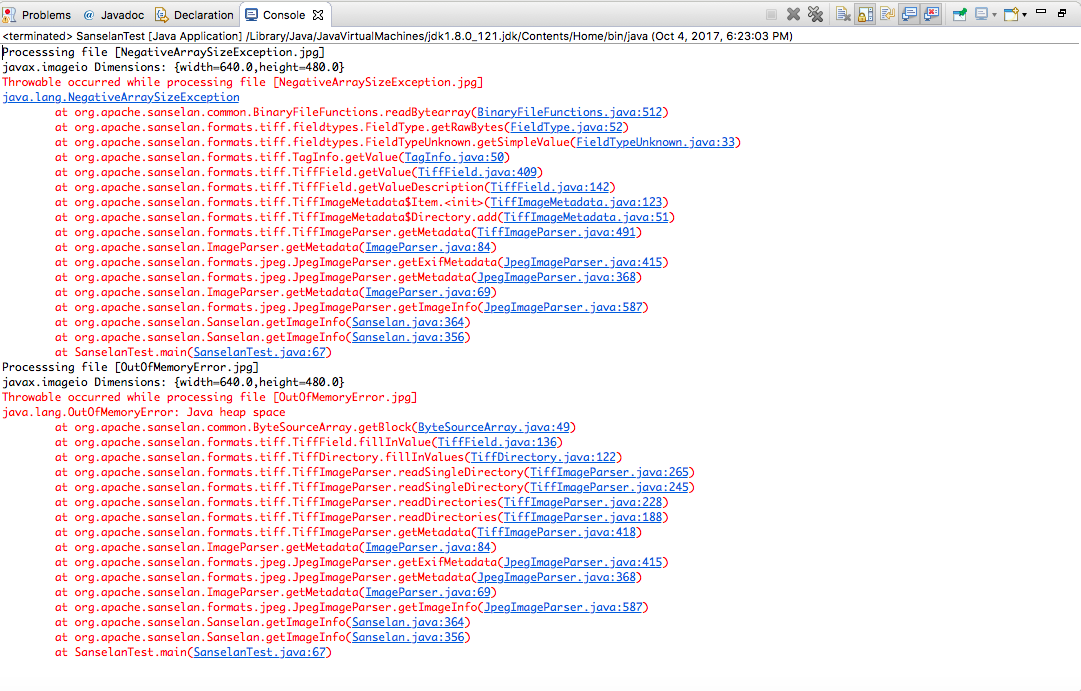 Problems @ Javadoc Declaration Console
<terminated> SanselanTest [Java Application] /Library/Java/JavaVirtualMachines/jdk1.8.0_121.jdk/Contents/Home/bin/java (Oct 4, 2017, 6:23:03 PM)
Processsing file [NegativeArraySizeException.jpg]
javax.imageio Dimensions: {width=640.0,height=480.0}
Throwable occurred while processing file [NegativeArraySizeException.jpg]
java.lang.NegativeArraySizeException
at org.apache.sanselan.common.BinaryFileFunctions.readBytearray(BinaryFileFunctions.java:512)
at org.apache.sanselan.formats.tiff.fieldtypes.FieldType.getRawBytes(FieldType.java:52)
at org.apache.sanselan.formats.tiff.fieldtypes.FieldTypeUnknown.getSimpleValue(FieldTypeUnknown.java:33)
at org.apache.sanselan.formats.tiff.TagInfo.getValue(TagInfo.java:50)
at org.apache.sanselan.formats.tiff.TiffField.getValue(TiffField.java:409)
at org.apache.sanselan.formats.tiff.TiffField.getValueDescription(TiffField.java:142)
at org.apache.sanselan.formats.tiff.TiffImageMetadata$Item.<init>(TiffImageMetadata.java:123)
at org.apache.sanselan.formats.tiff.TiffImageMetadata$Directory.add(TiffImageMetadata.java:51)
at org.apache.sanselan.formats.tiff.TiffImageParser.getMetadata(TiffImageParser.java:491)
at org.apache.sanselan.ImageParser.getMetadata(ImageParser.java:84)
at org.apache.sanselan.formats.jpeg.JpegImageParser.getExifMetadata(JpegImageParser.java:415)
at org.apache.sanselan.formats.jpeg.JpegImageParser.getMetadata(JpegImageParser.java:368)
at org.apache.sanselan.ImageParser.getMetadata(ImageParser.java:69)
at org.apache.sanselan.formats.jpeg.JpegImageParser.getImageInfo(JpegImageParser.java:587)
at org.apache.sanselan.Sanselan.getImageInfo(Sanselan.java:364)
at org.apache.sanselan.Sanselan.getImageInfo(Sanselan.java:356)
at SanselanTest.main(SanselanTest.java:67)
Processsing file [OutOfMemoryError.jpg]
javax.imageio Dimensions: {width=640.0,height=480.0}
Throwable occurred while processing file [OutOfMemoryError.jpg]
java.lang.OutOfMemoryError: Java heap space
at org.apache.sanselan.common.ByteSourceArray.getBlock(ByteSourceArray.java:49)
at org.apache.sanselan.formats.tiff.TiffField.fillInValue(TiffField.java:136)
at org.apache.sanselan.formats.tiff.TiffDirectory.fillInValues(TiffDirectory.java:122)
at org.apache.sanselan.formats.tiff.TiffImageParser.readSingleDirectory(TiffImageParser.java:265)
at org.apache.sanselan.formats.tiff.TiffImageParser.readSingleDirectory(TiffImageParser.java:245)
at org.apache.sanselan.formats.tiff.TiffImageParser.readDirectories(TiffImageParser.java:228)
at org.apache.sanselan.formats.tiff.TiffImageParser.readDirectories(TiffImageParser.java:188)
at org.apache.sanselan.formats.tiff.TiffImageParser.getMetadata(TiffImageParser.java:418)
at org.apache.sanselan.ImageParser.getMetadata(ImageParser.java:84)
at org.apache.sanselan.formats.jpeg.JpegImageParser.getExifMetadata(JpegImageParser.java:415)
at org.apache.sanselan.formats.jpeg.JpegImageParser.getMetadata(JpegImageParser.java:368)
at org.apache.sanselan.ImageParser.getMetadata(ImageParser.java:69)
at org.apache.sanselan.formats.jpeg.JpegImageParser.getImageInfo(JpegImageParser.java:587)
at org.apache.sanselan.Sanselan.getImageInfo(Sanselan.java:364)
at org.apache.sanselan.Sanselan.getImageInfo(Sanselan.java:356)
at SanselanTest.main(SanselanTest.java:67)